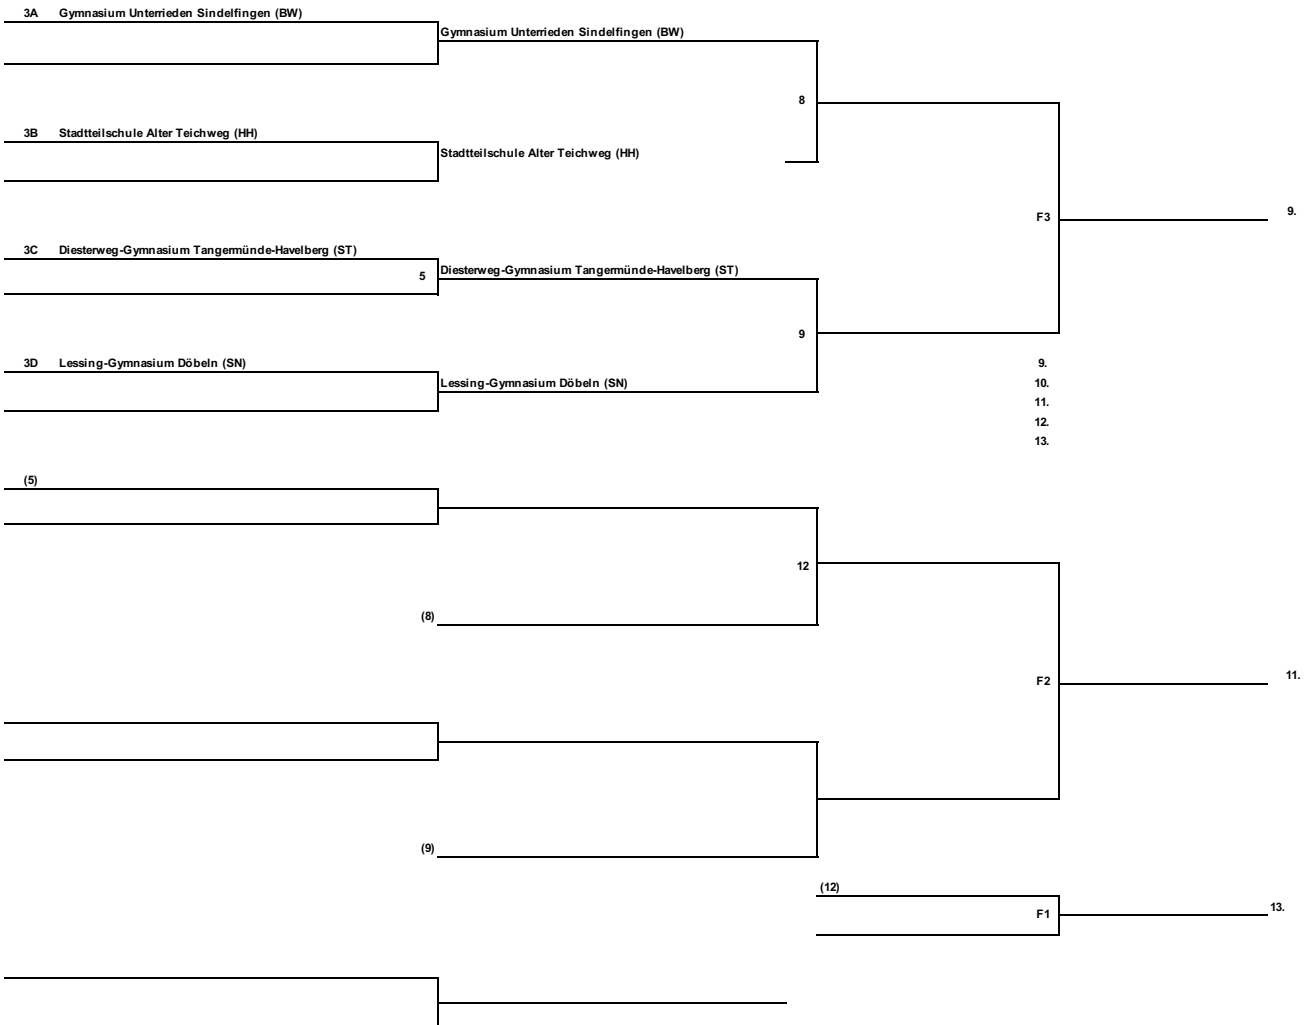 3A Gymnasium Unterrieden Sindelfingen (BW)
Gymnasium Unterrieden Sindelfingen (BW)
8
3B Stadtteilschule Alter Teichweg (HH)
Stadtteilschule Alter Teichweg (HH)
F3
9.
3C Diesterweg-Gymnasium Tangermünde-Havelberg (ST)
5
Diesterweg-Gymnasium Tangermünde-Havelberg (ST)
9
3D Lessing-Gymnasium Döbeln (SN)
Lessing-Gymnasium Döbeln (SN)
9.
10.
11.
12.
13.
(5)
12
(8)
F2
11.
(9)
(12)
F1
13.